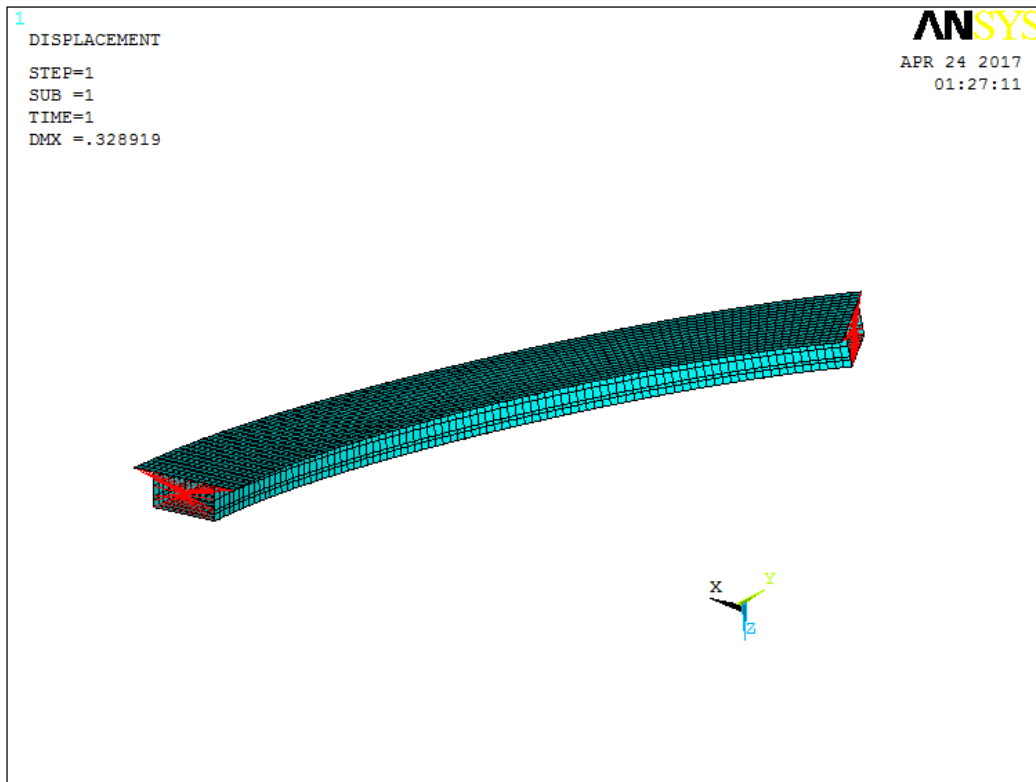 1
DISPLACEMENT
STEP=1
SUB =1
TIME=1
DMX =.328919
ANSYS
APR 24 2017
01:27:11
X
Y
Z